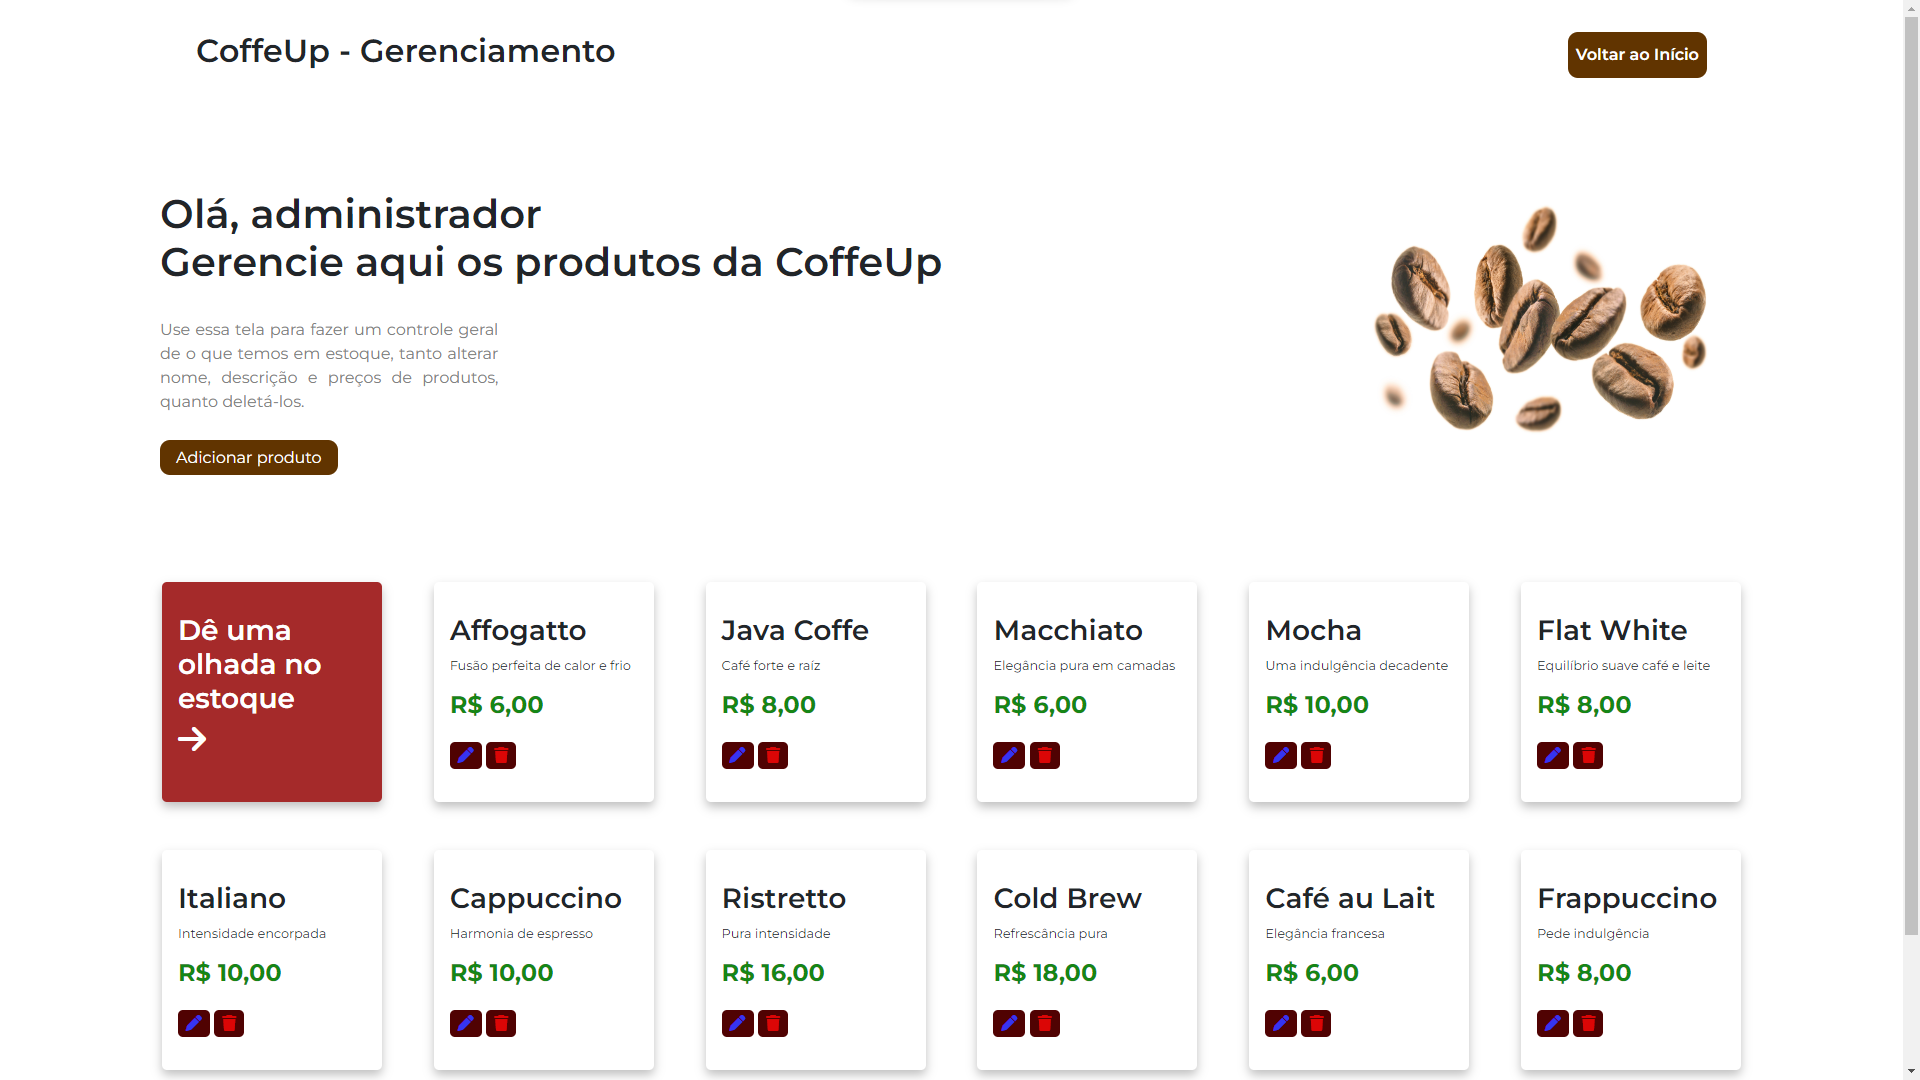 CoffeUp - Gerenciamento
Voltar ao Início
Olá, administrador
Gerencie aqui os produtos da CoffeUp
Use essa tela para fazer um controle geral
de o que temos em estoque, tanto alterar
nome, descrição e preços de produtos,
quanto deletá-los.
Adicionar produto
Dê uma
olhada no
estoque
Affogatto
Fusão perfeita de calor e frio
R$ 6,00
Java Coffe
Café forte e raíz
R$ 8,00
Macchiato
Elegância pura em camadas
R$ 6,00
Mocha
Uma indulgência decadente
R$ 10,00
Flat White
Equilíbrio suave café e leite
R$ 8,00
Italiano
Intensidade encorpada
R$ 10,00
Cappuccino
Harmonia de espresso
R$ 10,00
Ristretto
Pura intensidade
R$ 16,00
Cold Brew
Refrescância pura
R$ 18,00
Café au Lait
Elegância francesa
R$ 6,00
Frappuccino
Pede indulgência
R$ 8,00